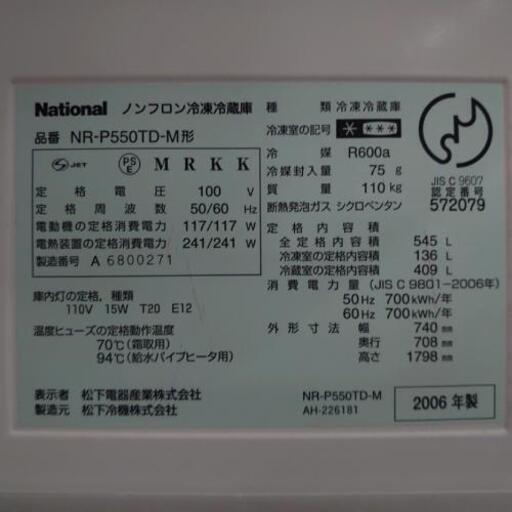 National ノンフロン冷凍冷蔵庫
品番 NR-P550TD-M形
S JET PS E M R K K
定格電圧 100 V
定格周波数 50/60 Hz
電動機の定格消費電力 117/117 W
電熱装置の定格消費電力 241/241 W
製造番号 A 6800271
庫内灯の定格，種類
110V 15W T20 E12
温度ヒューズの定格動作温度
70℃(霜取用)
94℃(給水パイプヒータ用)
表示者 松下電器産業株式会社
製造元 松下冷機株式会社
種類 冷凍冷蔵庫
冷凍室の記号 * ***
冷媒 R600a
冷媒封入量 75 g
質量 110 kg
断熱発泡ガス シクロペンタン
JIS C 9607
認定番号
572079
定格内容積
全定格内容積 545 L
冷凍室の定格内容積 136 L
冷蔵室の定格内容積 409 L
消費電力量(JIS C 9801-2006年)
50Hz 700kWh/年
60Hz 700kWh/年
外形寸法 幅 740 mm
奥行 708 mm
高さ 1798 mm
NR-P550TD-M
AH-226181
2006年製